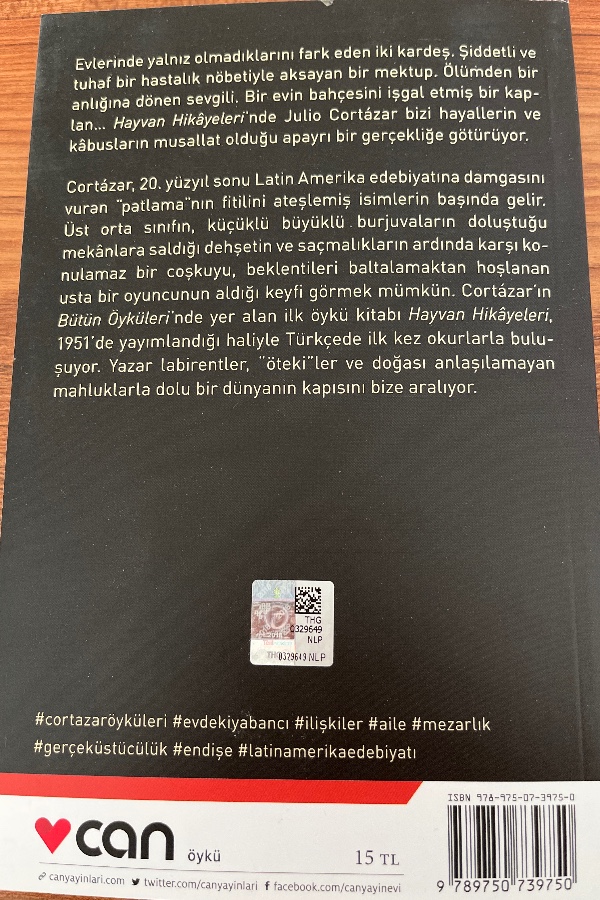 Evlerinde yalnız olmadıklarını fark eden iki kardeş. Şiddetli ve
tuhaf bir hastalık nöbetiyle aksayan bir mektup. Ölümden bir
anlığına dönen sevgili. Bir evin bahçesini işgal etmiş bir kap-
lan... Hayvan Hikâyeleri'nde Julio Cortázar bizi hayallerin ve
kâbusların musallat olduğu apayrı bir gerçekliğe götürüyor.
Cortázar, 20. yüzyıl sonu Latin Amerika edebiyatına damgasını
vuran "patlama"nın fitilini ateşlemiş isimlerin başında gelir.
Üst orta sınıfın, küçüklü büyüklü burjuvaların doluştuğu
mekânlara saldığı dehşetin ve saçmalıkların ardında karşı ko-
nulamaz bir coşkuyu, beklentileri baltalamaktan hoşlanan
usta bir oyuncunun aldığı keyfi görmek mümkün. Cortázar'ın
Bütün Öyküleri'nde yer alan ilk öykü kitabı Hayvan Hikâyeleri,
1951'de yayımlandığı haliyle Türkçede ilk kez okurlarla bulu-
şuyor. Yazar labirentler, "öteki"ler ve doğası anlaşılamayan
mahluklarla dolu bir dünyanın kapısını bize aralıyor.
THG
0329649
NLP
THG 0329649 NLP
#cortazaröyküleri #evdekiyabancı #ilişkiler #aile #mezarlık
#gerçeküstücülük #endişe #latinamerikaedebiyatı
ISBN 978-975-07-3975-0
can öykü
15 TL
canyayinlari.com twitter.com/canyayinlari facebook.com/canyayinevi
9 789750 739750